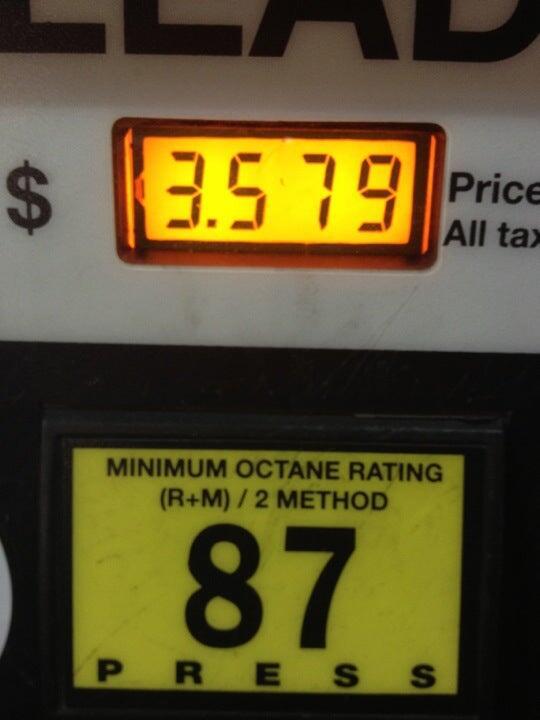 $ 3.579 Price
All tax
MINIMUM OCTANE RATING
(R+M) / 2 METHOD
87
PRESS